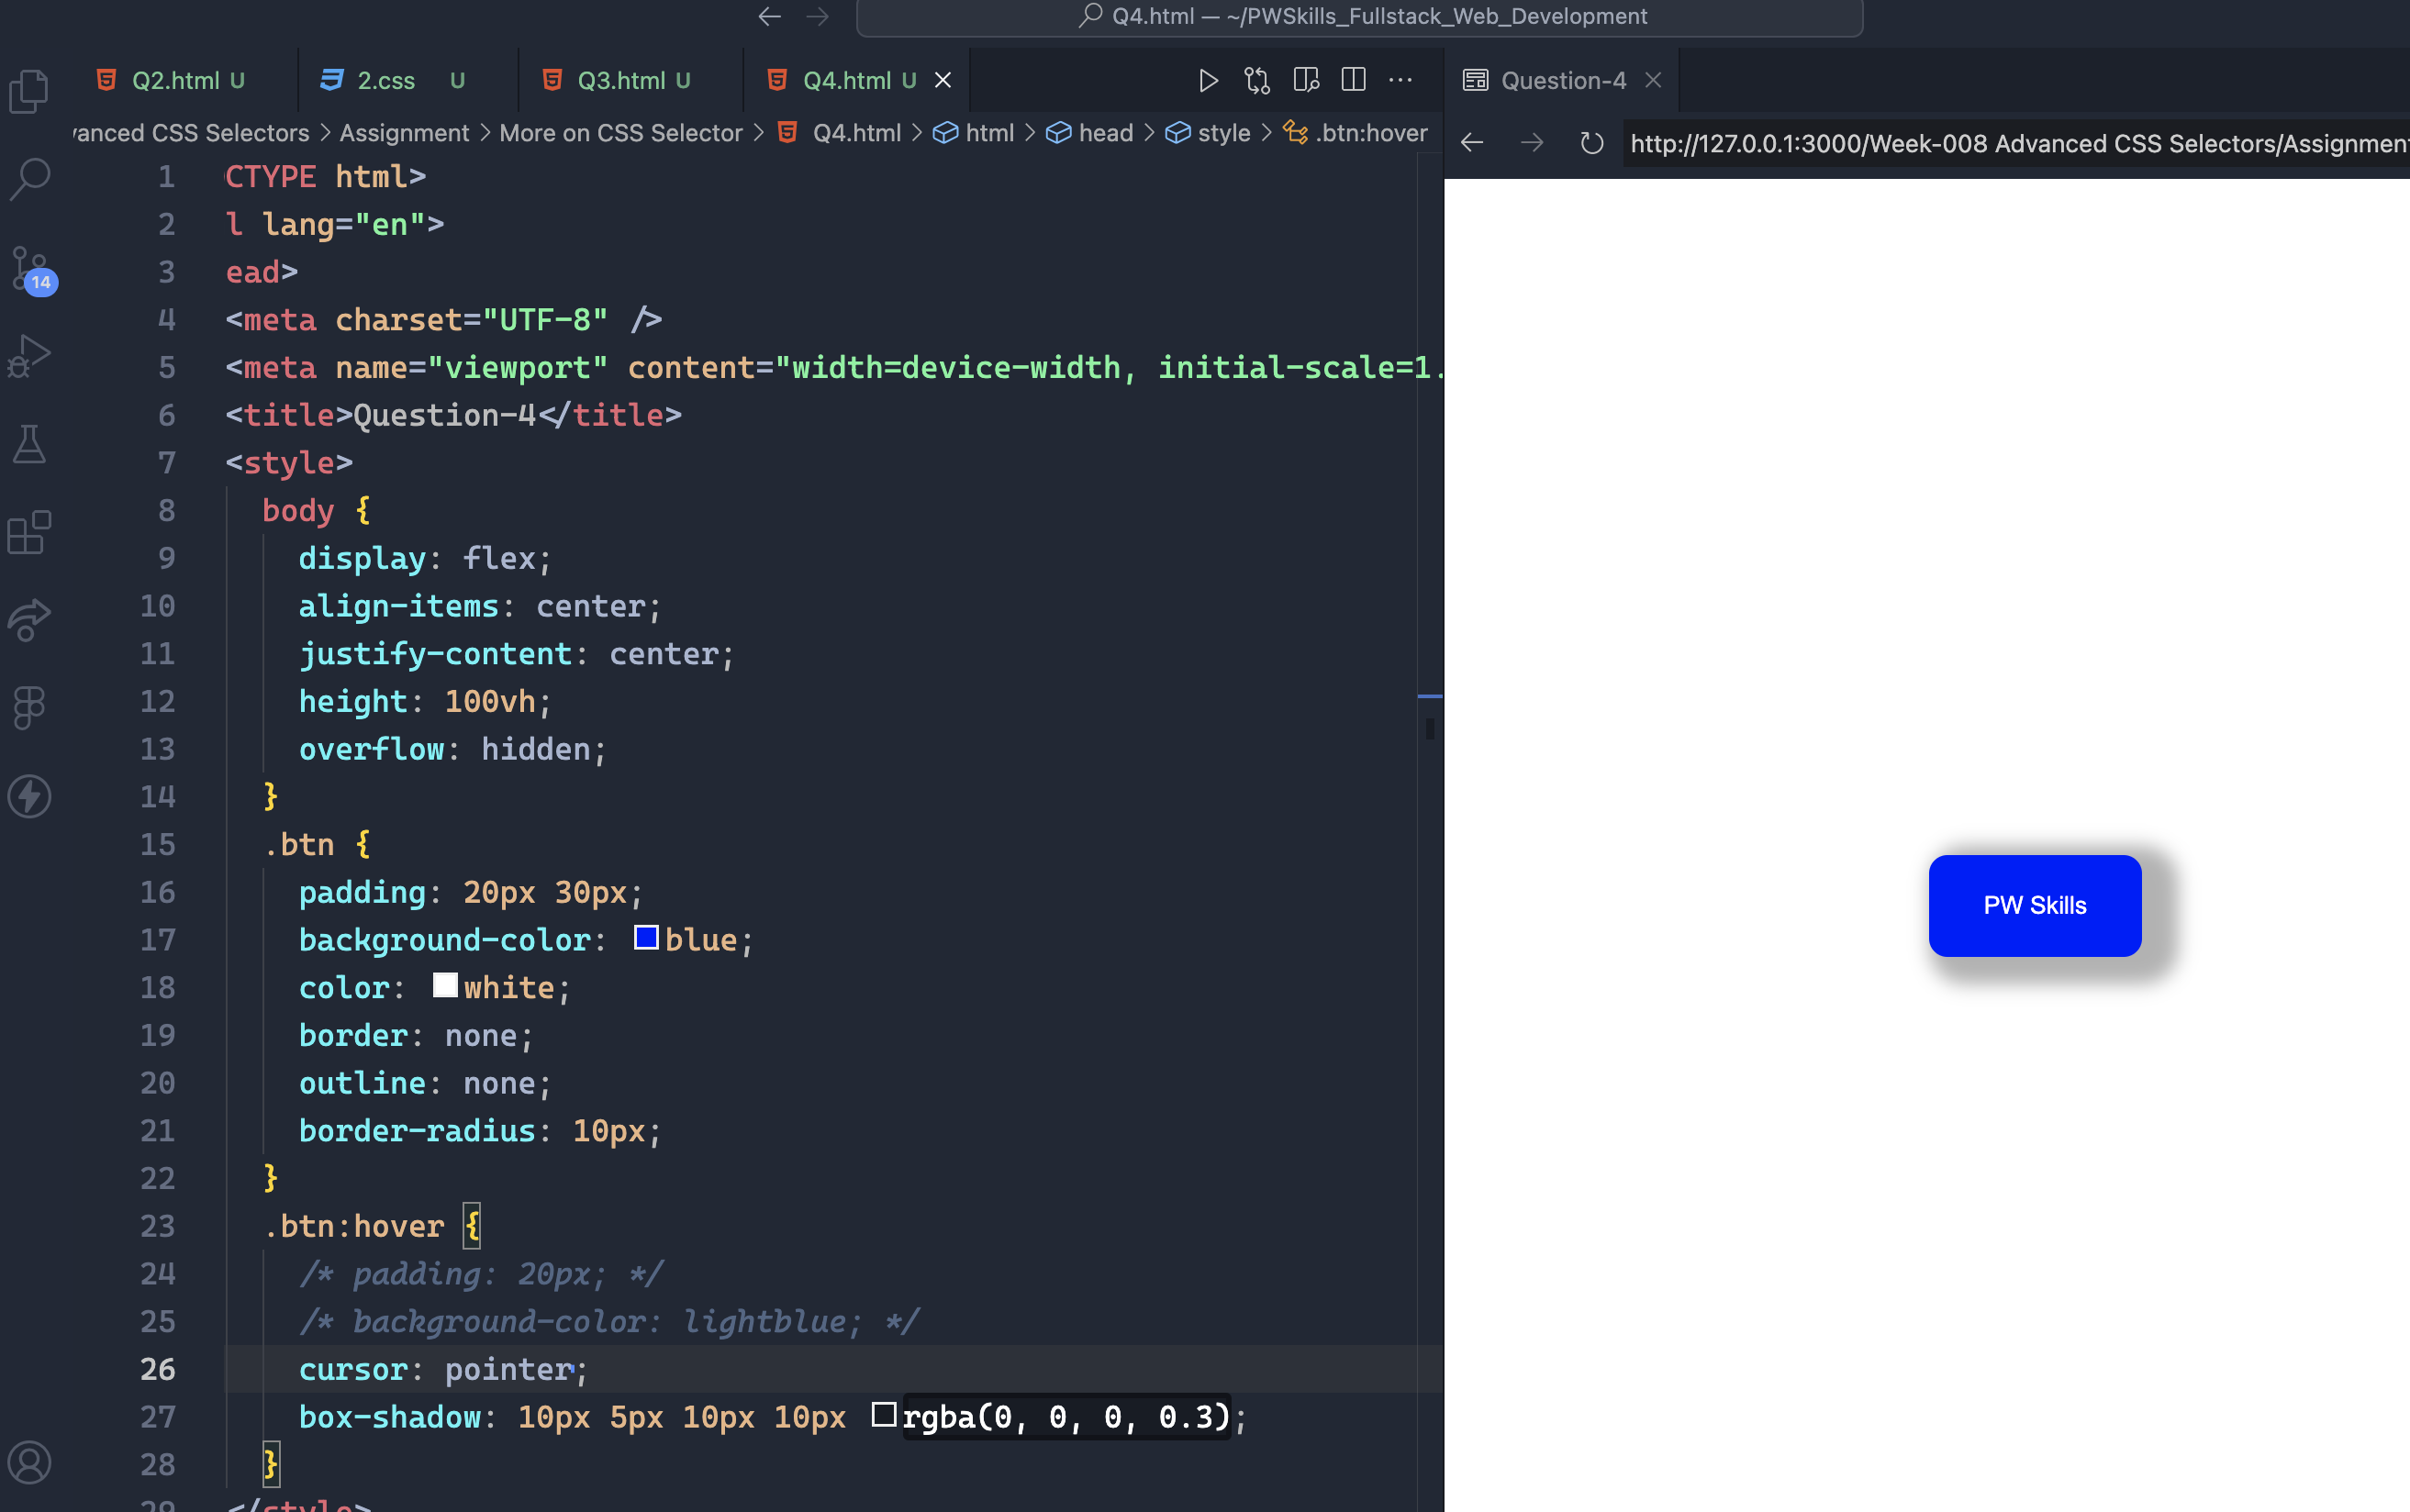 Q4.html — ~/PWSkills_Fullstack_Web_Development
Q2.html U
2.css U
Q3.html U
Q4.html U
Question-4
anced CSS Selectors > Assignment > More on CSS Selector > Q4.html > html > head > style > .btn:hover
http://127.0.0.1:3000/Week-008 Advanced CSS Selectors/Assignment
1 CTYPE html>
2 l lang="en">
3 ead>
4 <meta charset="UTF-8" />
5 <meta name="viewport" content="width=device-width, initial-scale=1.
6 <title>Question-4</title>
7 <style>
8 body {
9 display: flex;
10 align-items: center;
11 justify-content: center;
12 height: 100vh;
13 overflow: hidden;
14 }
15 .btn {
16 padding: 20px 30px;
17 background-color: blue;
18 color: white;
19 border: none;
20 outline: none;
21 border-radius: 10px;
22 }
23 .btn:hover {
24 /* padding: 20px; */
25 /* background-color: lightblue; */
26 cursor: pointer;
27 box-shadow: 10px 5px 10px 10px rgba(0, 0, 0, 0.3);
28 }
29 </style>
14
PW Skills